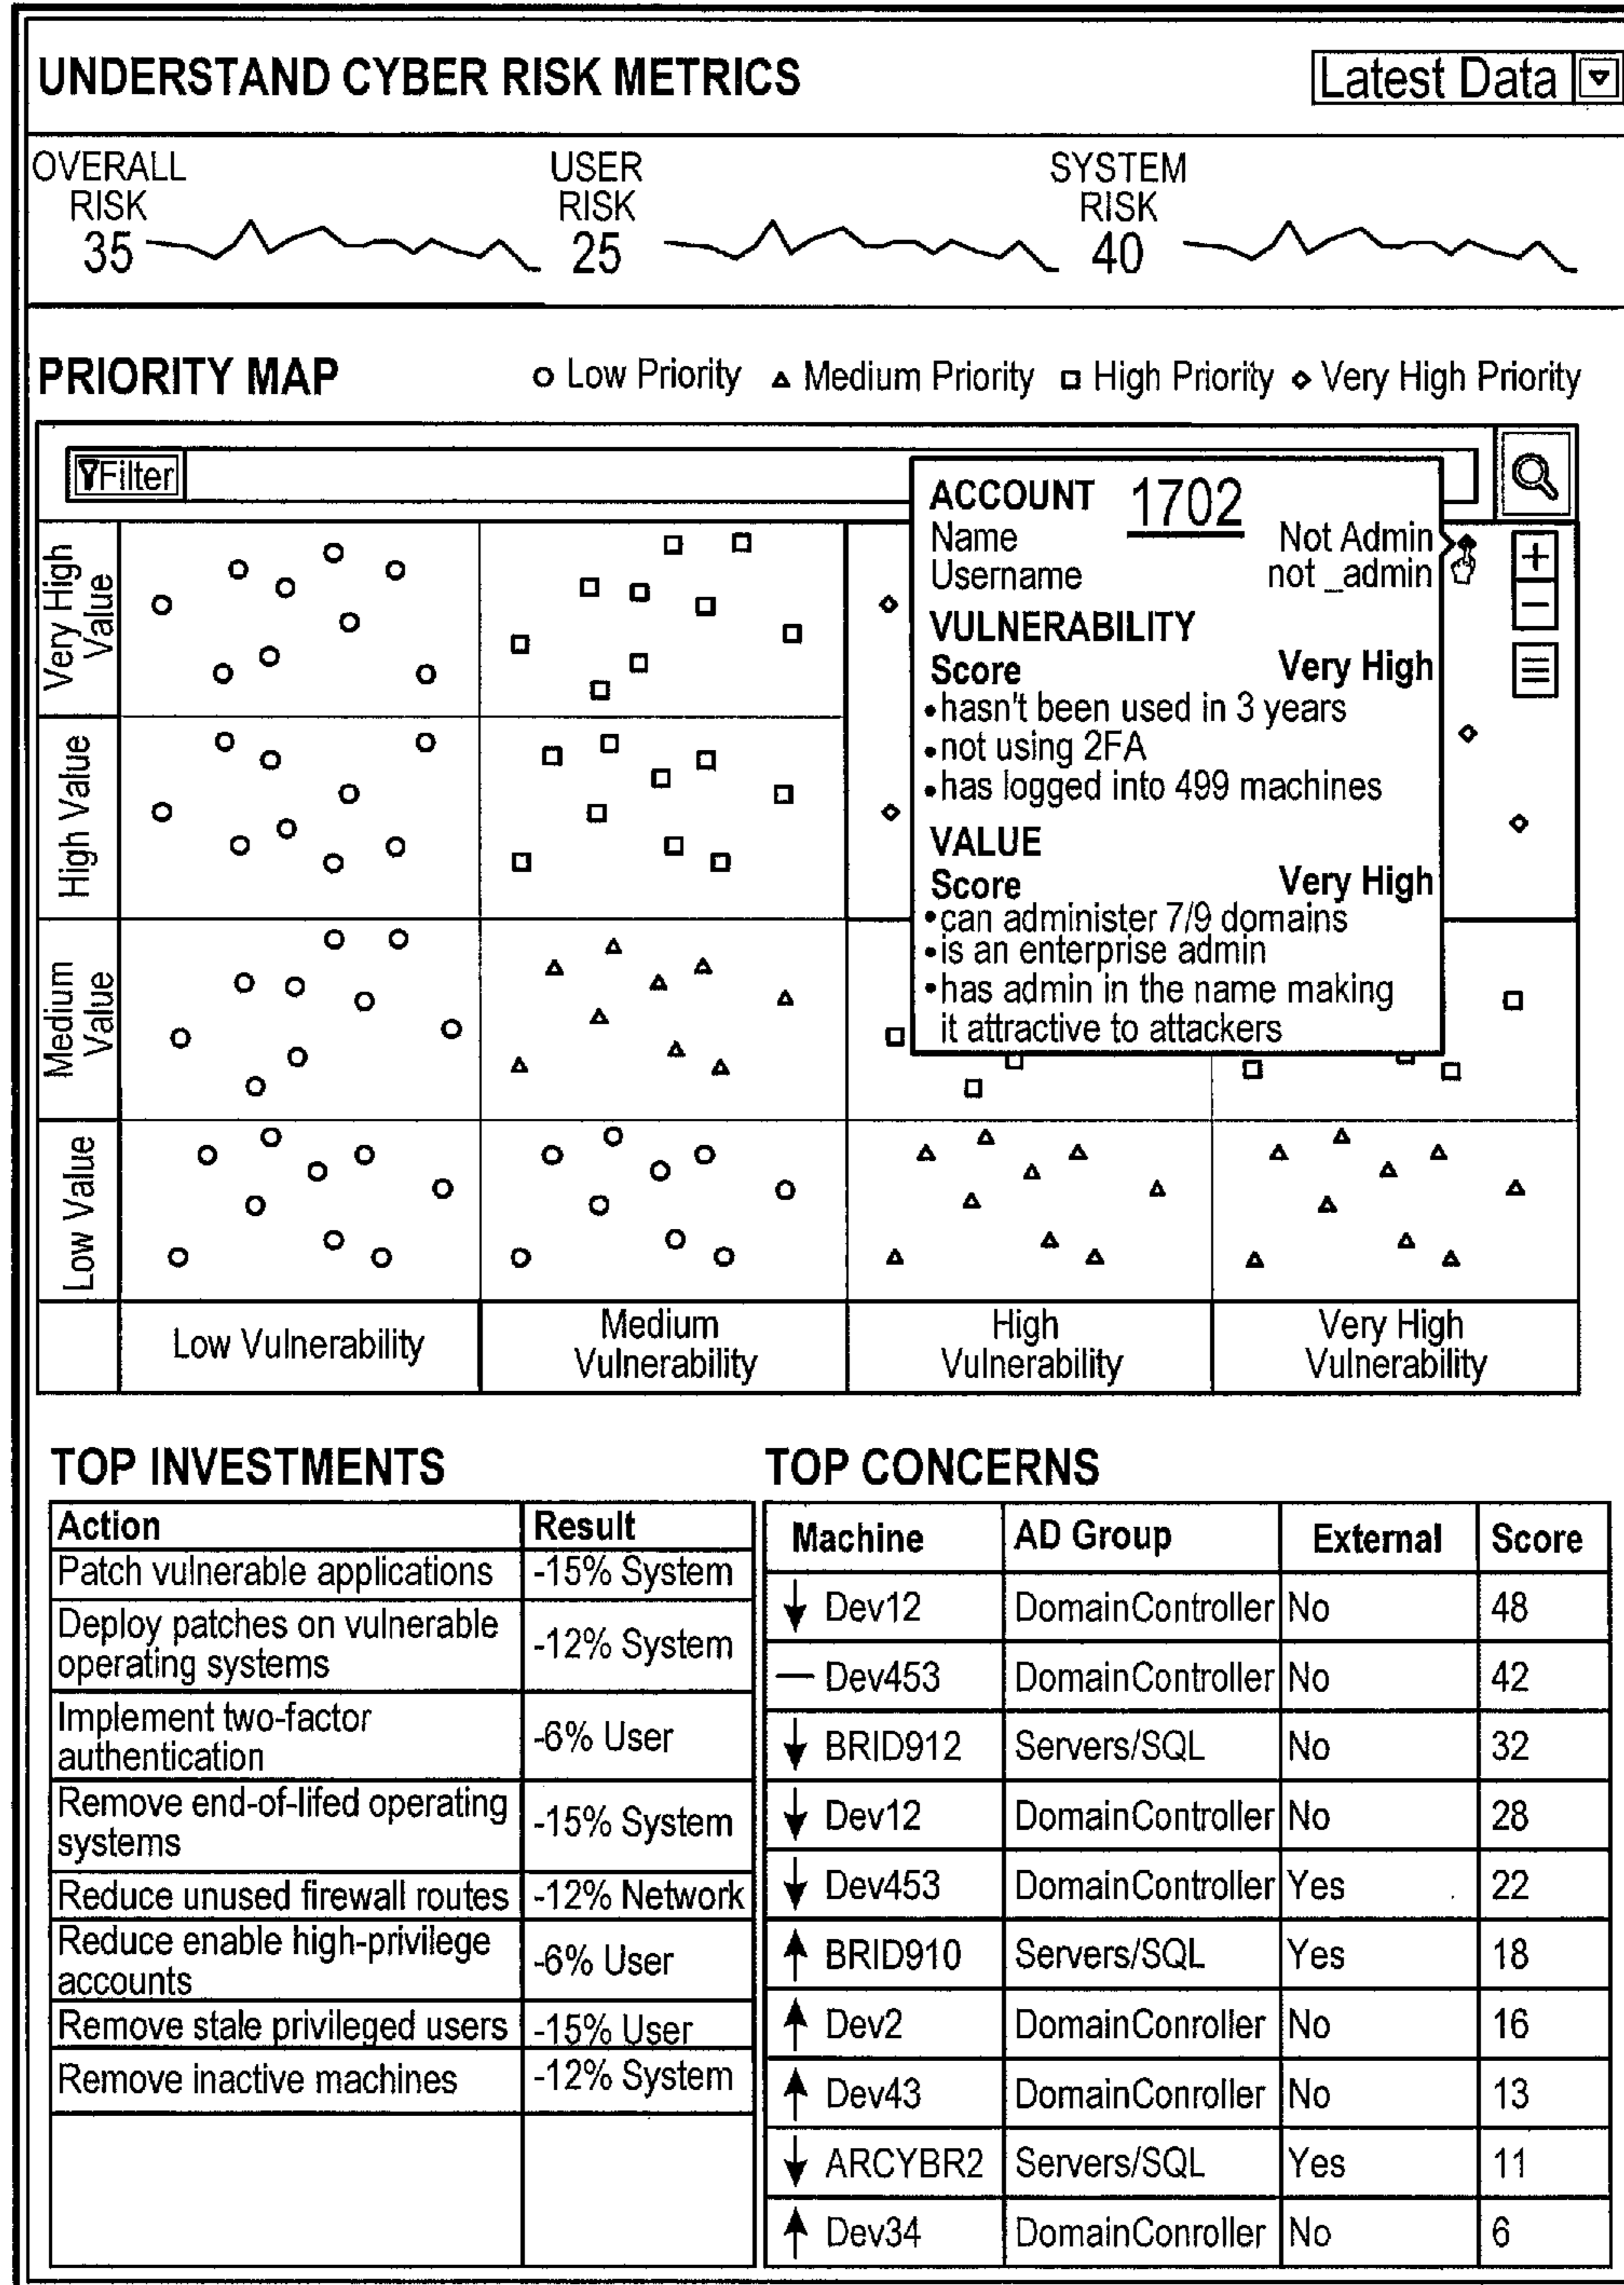 UNDERSTAND CYBER RISK METRICS
Latest Data
OVERALL
RISK
35
USER
RISK
25
SYSTEM
RISK
40
PRIORITY MAP
Low Priority
Medium Priority
High Priority
Very High Priority
Filter
ACCOUNT 1702
Name Not Admin
Username not _admin
VULNERABILITY
Score Very High
•hasn't been used in 3 years
•not using 2FA
•has logged into 499 machines
VALUE
Score Very High
•can administer 7/9 domains
•is an enterprise admin
•has admin in the name making
it attractive to attackers
Very High
Value
High Value
Medium
Value
Low Value
Low Vulnerability
Medium
Vulnerability
High
Vulnerability
Very High
Vulnerability
TOP INVESTMENTS
Action Result
Patch vulnerable applications -15% System
Deploy patches on vulnerable
operating systems
-12% System
Implement two-factor
authentication
-6% User
Remove end-of-lifed operating
systems
-15% System
Reduce unused firewall routes -12% Network
Reduce enable high-privilege
accounts
-6% User
Remove stale privileged users -15% User
Remove inactive machines -12% System
TOP CONCERNS
Machine AD Group External Score
↓ Dev12 DomainController No 48
— Dev453 DomainController No 42
↓ BRID912 Servers/SQL No 32
↓ Dev12 DomainController No 28
↓ Dev453 DomainController Yes 22
↑ BRID910 Servers/SQL Yes 18
↑ Dev2 DomainConroller No 16
↑ Dev43 DomainConroller No 13
↓ ARCYBR2 Servers/SQL Yes 11
↑ Dev34 DomainConroller No 6